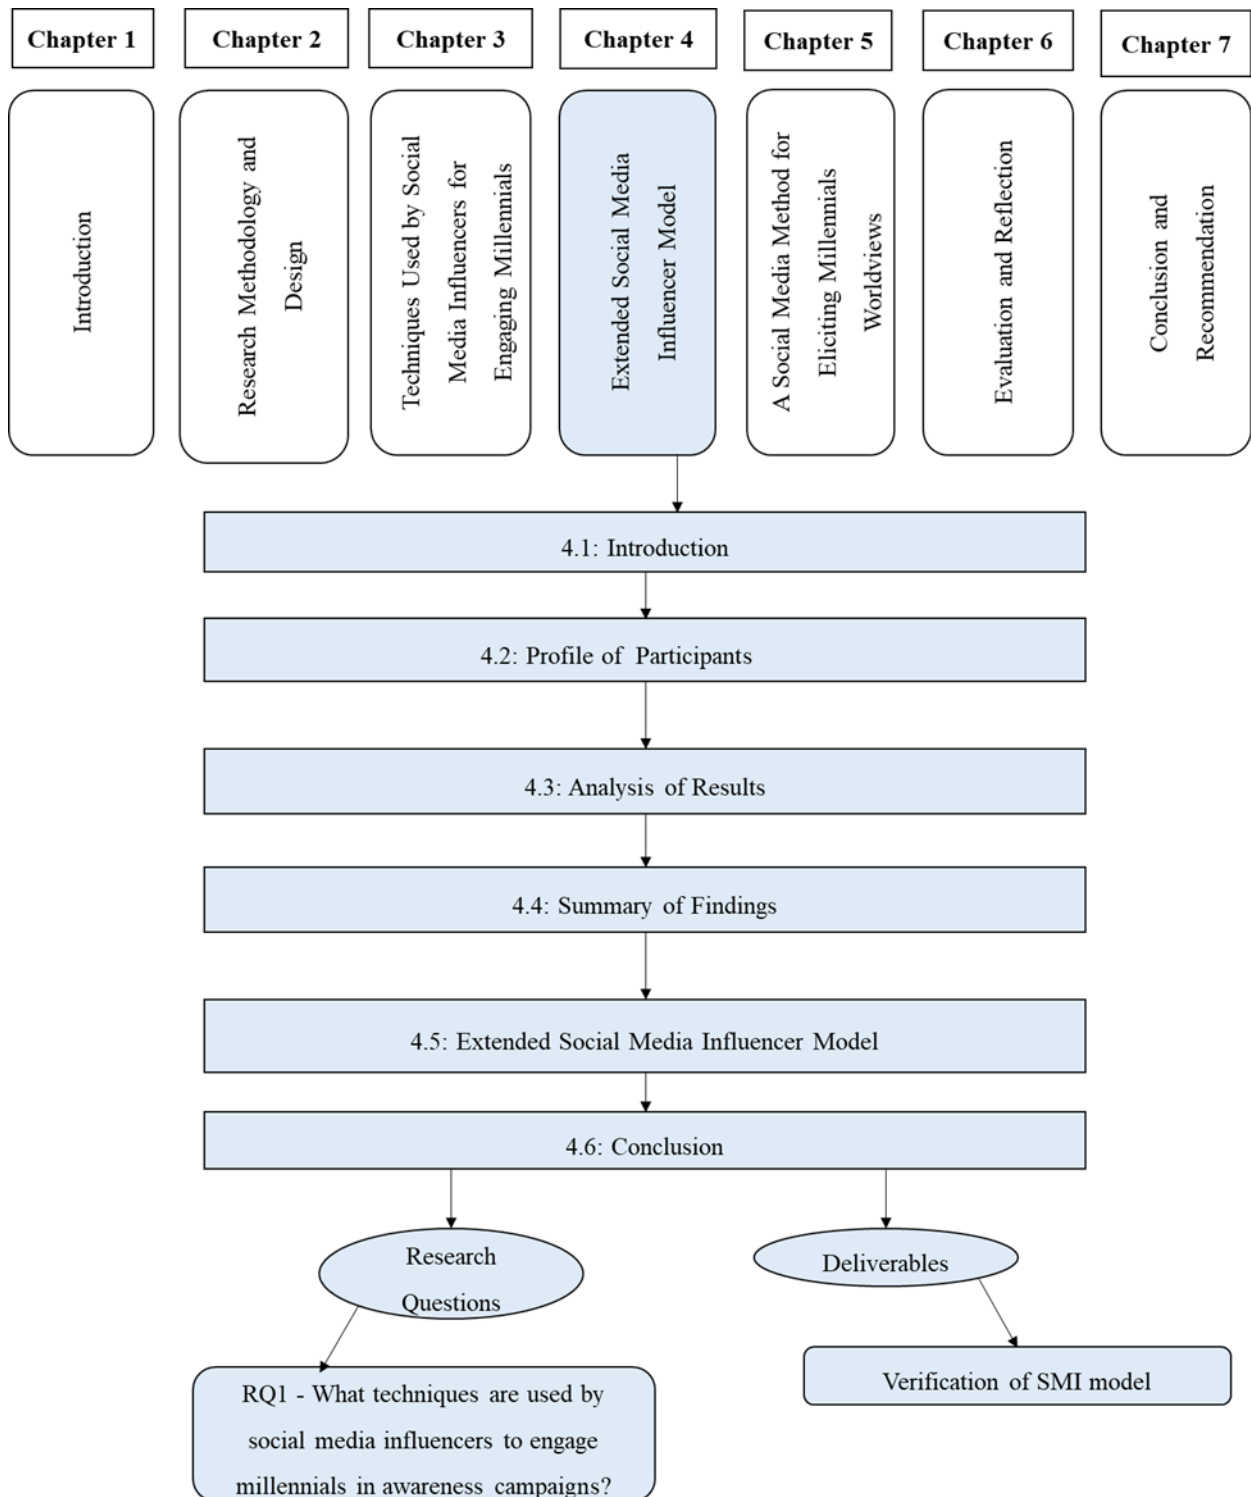 Chapter 1
Chapter 2
Chapter 3
Chapter 4
Chapter 5
Chapter 6
Chapter 7
Introduction
Research Methodology and
Design
Techniques Used by Social
Media Influencers for
Engaging Millennials
Extended Social Media
Influencer Model
A Social Media Method for
Eliciting Millennials
Worldviews
Evaluation and Reflection
Conclusion and
Recommendation
4.1: Introduction
4.2: Profile of Participants
4.3: Analysis of Results
4.4: Summary of Findings
4.5: Extended Social Media Influencer Model
4.6: Conclusion
Research
Questions
Deliverables
RQ1 - What techniques are used by
social media influencers to engage
millennials in awareness campaigns?
Verification of SMI model